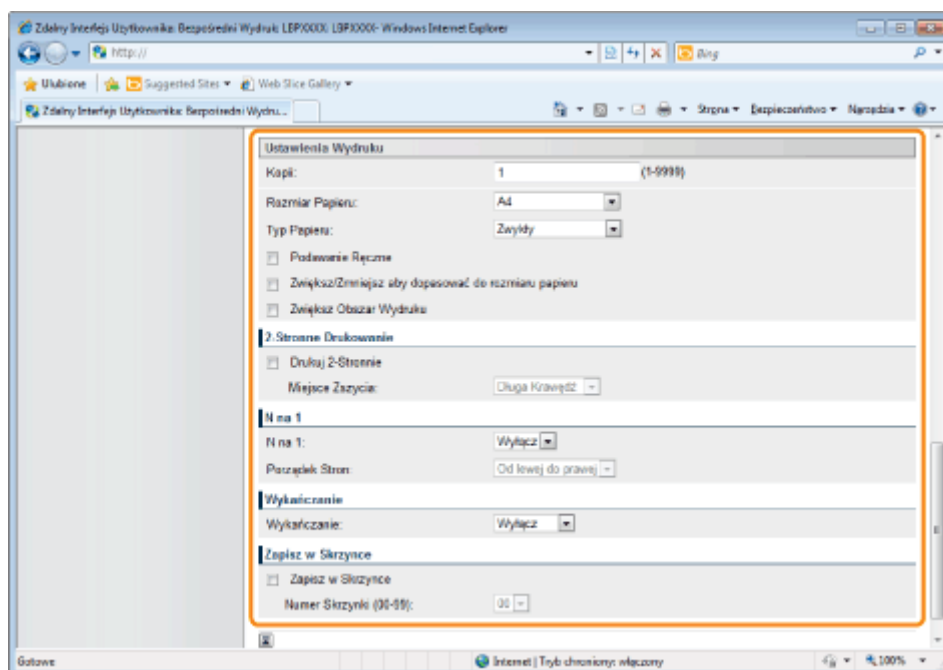 Zdalny Interfejs Użytkownika: Bezpośredni Wydruk: LBPXXXX: LBPXXXX- Windows Internet Explorer
http://
Bing
Ulubione Suggested Sites Web Slice Gallery
Zdalny Interfejs Użytkownika: Bezpośredni Wydru...
Strona Bezpieczeństwo Narzędzia
Ustawienia Wydruku
Kopii: 1 (1-9999)
Rozmiar Papieru: A4
Typ Papieru: Zwykły
Podawanie Ręczne
Zwiększ/Zmniejsz aby dopasować do rozmiaru papieru
Zwiększ Obszar Wydruku
2-Stronne Drukowanie
Drukuj 2-Stronnie
Miejsce Zszycia: Długa Krawędź
N na 1
N na 1: Wyłącz
Porządek Stron: Od lewej do prawej
Wykańczanie
Wykańczanie: Wyłącz
Zapisz w Skrzynce
Zapisz w Skrzynce
Numer Skrzynki (00-99): 00
Gotowe Internet | Tryb chroniony: włączony 100%